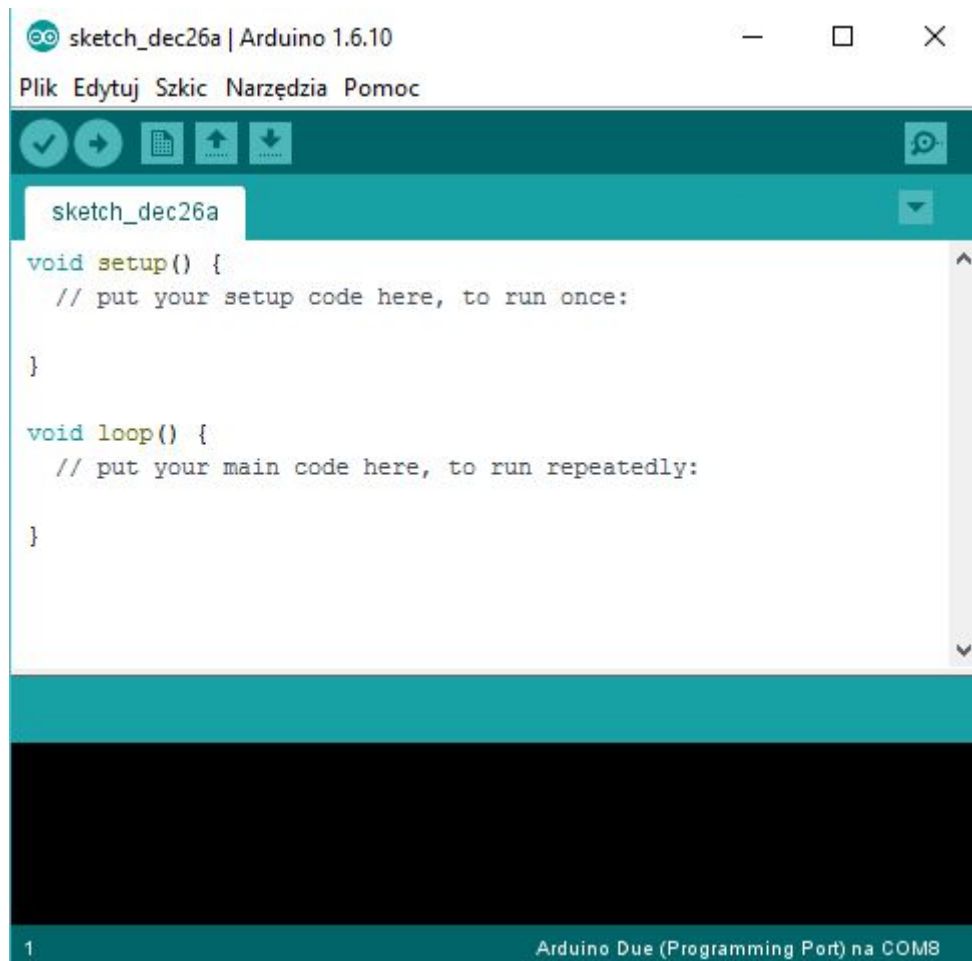 sketch_dec26a | Arduino 1.6.10
Plik Edytuj Szkic Narzędzia Pomoc
sketch_dec26a
void setup() {
  // put your setup code here, to run once:
}
void loop() {
  // put your main code here, to run repeatedly:
}
1 Arduino Due (Programming Port) na COM8